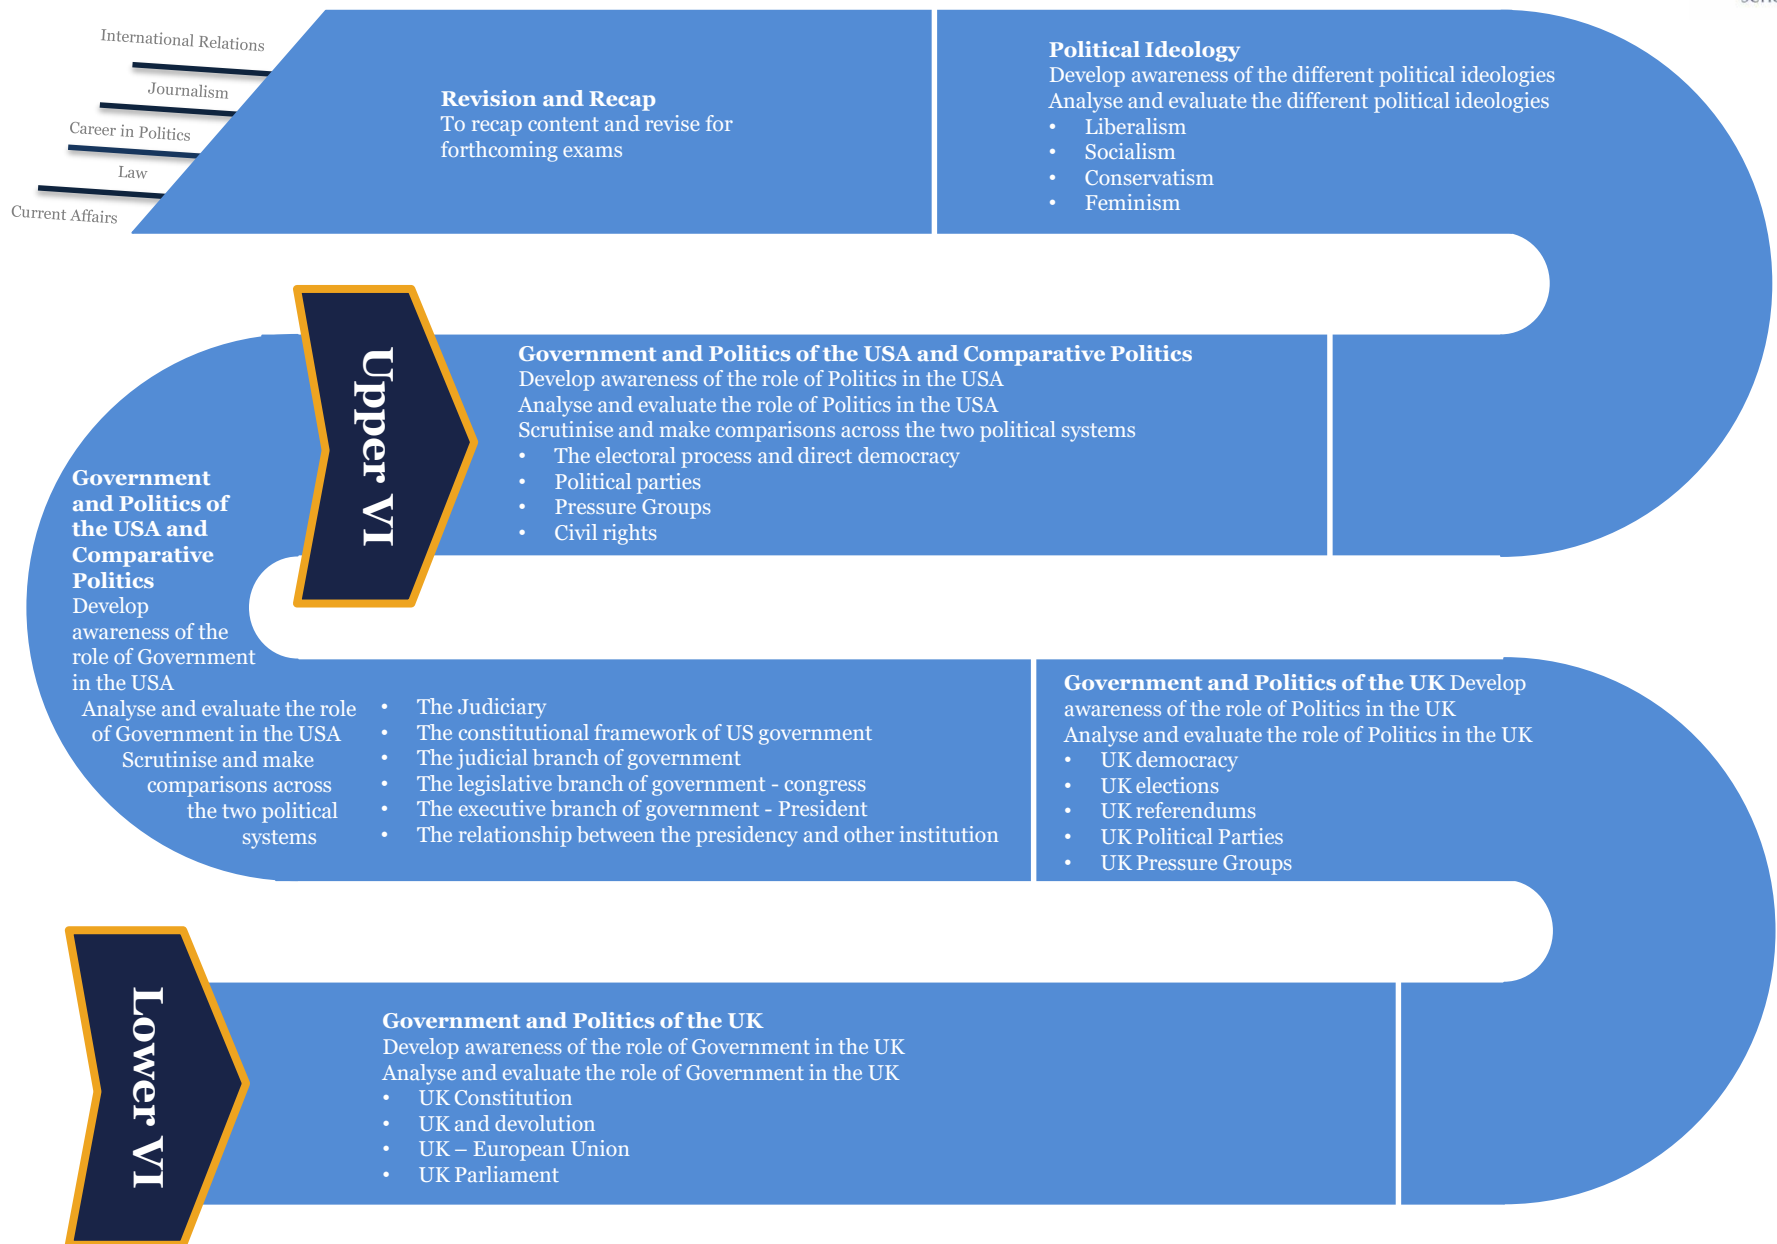 International Relations
Journalism
Career in Politics
Law
Current Affairs
Revision and Recap
To recap content and revise for
forthcoming exams
Political Ideology
Develop awareness of the different political ideologies
Analyse and evaluate the different political ideologies
• Liberalism
• Socialism
• Conservatism
• Feminism
Upper VI
Government and Politics of the USA and Comparative Politics
Develop awareness of the role of Politics in the USA
Analyse and evaluate the role of Politics in the USA
Scrutinise and make comparisons across the two political systems
• The electoral process and direct democracy
• Political parties
• Pressure Groups
• Civil rights
Government
and Politics of
the USA and
Comparative
Politics
Develop
awareness of the
role of Government
in the USA
Analyse and evaluate the role
of Government in the USA
Scrutinise and make
comparisons across
the two political
systems
• The Judiciary
• The constitutional framework of US government
• The judicial branch of government
• The legislative branch of government - congress
• The executive branch of government - President
• The relationship between the presidency and other institution
Government and Politics of the UK Develop
awareness of the role of Politics in the UK
Analyse and evaluate the role of Politics in the UK
• UK democracy
• UK elections
• UK referendums
• UK Political Parties
• UK Pressure Groups
Lower VI
Government and Politics of the UK
Develop awareness of the role of Government in the UK
Analyse and evaluate the role of Government in the UK
• UK Constitution
• UK and devolution
• UK – European Union
• UK Parliament